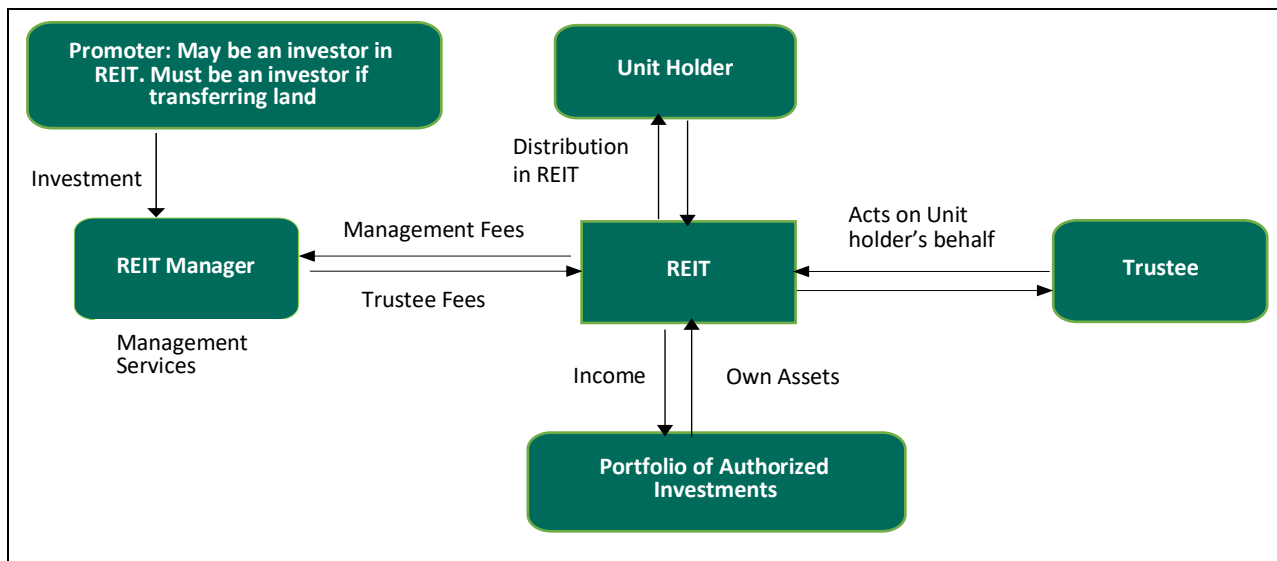 Promoter: May be an investor in
REIT. Must be an investor if
transferring land
Unit Holder
Distribution
in REIT
Investment
Management Fees
Acts on Unit
holder's behalf
REIT Manager
REIT
Trustee
Trustee Fees
Management
Services
Income
Own Assets
Portfolio of Authorized
Investments